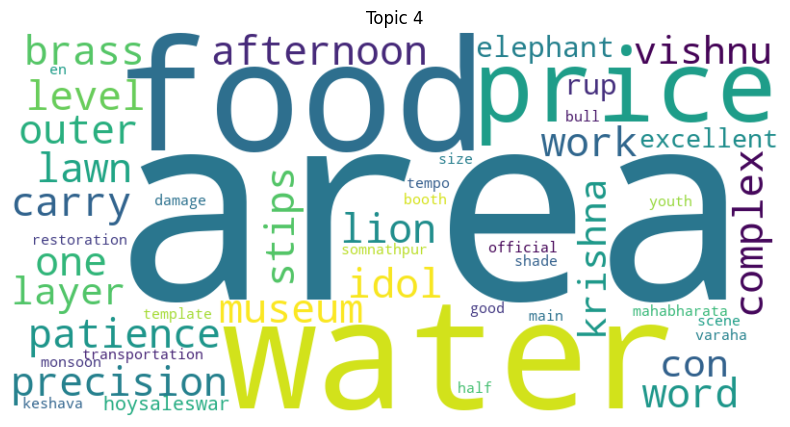 Topic 4
brass
food
afternoon
elephant
vishnu
en
price
rup
level
bull
outer
work
excellent
area
size
complex
lawn
stips
tempo
krishna
carry
damage
booth
youth
lion
restoration
official
somnathpur
one
shade
idol
layer
museum
template
good
main
mahabharata
patience
water
scene
varaha
transportation
monsoon
con
precision
half
word
keshava
hoysaleswar